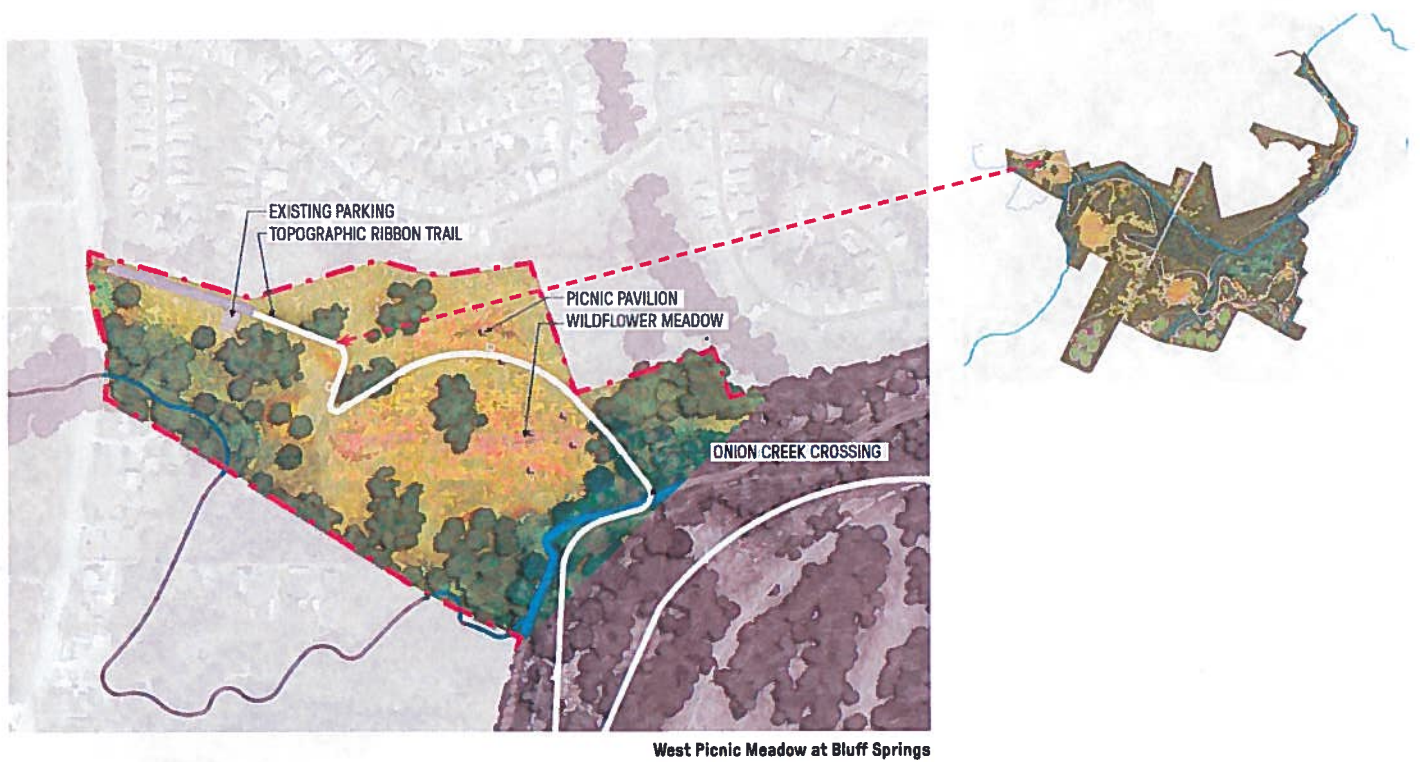 EXISTING PARKING
TOPOGRAPHIC RIBBON TRAIL
PICNIC PAVILION
WILDFLOWER MEADOW
ONION CREEK CROSSING
West Picnic Meadow at Bluff Springs